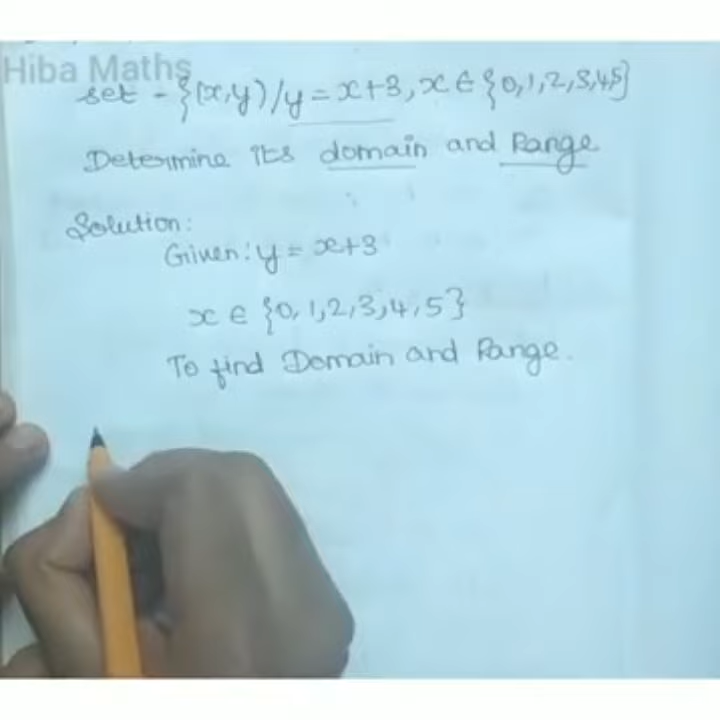 Hiba Maths
set - {(x,y)/y = x+3, x ∈ {0,1,2,3,4,5}
Determine its domain and Range
Solution:
Given: y = x+3
x ∈ {0,1,2,3,4,5}
To find Domain and Range.